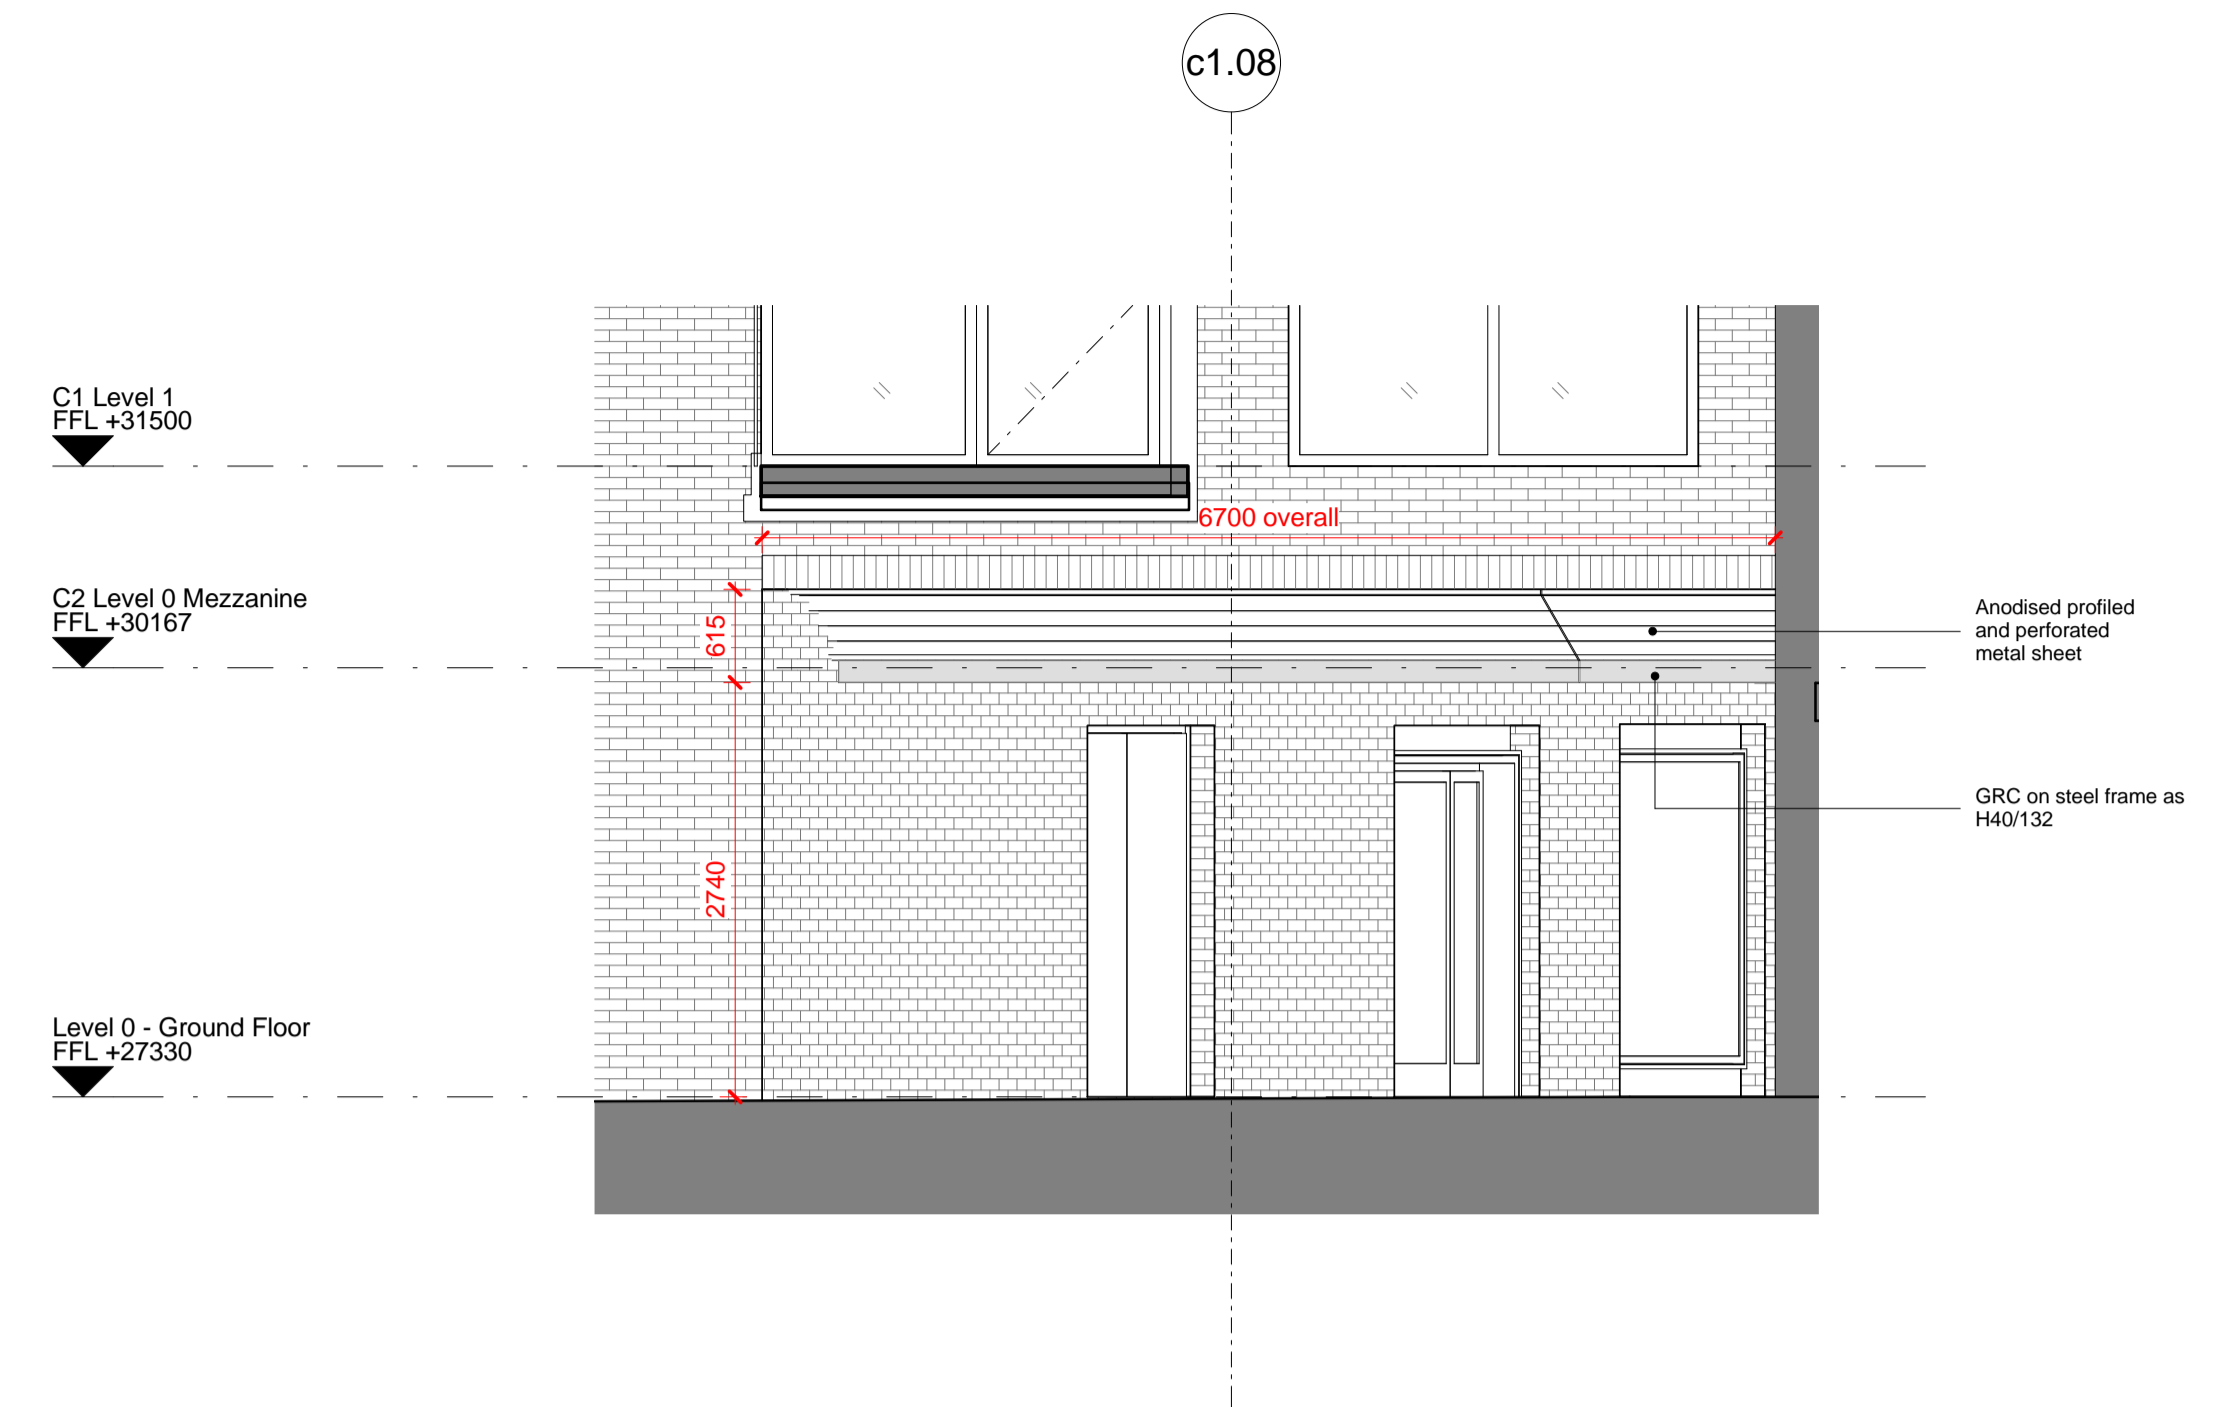 c1.08
C1 Level 1
FFL +31500
6700 overall
C2 Level 0 Mezzanine
FFL +30167
615
Anodised profiled
and perforated
metal sheet
GRC on steel frame as
H40/132
2740
Level 0 - Ground Floor
FFL +27330